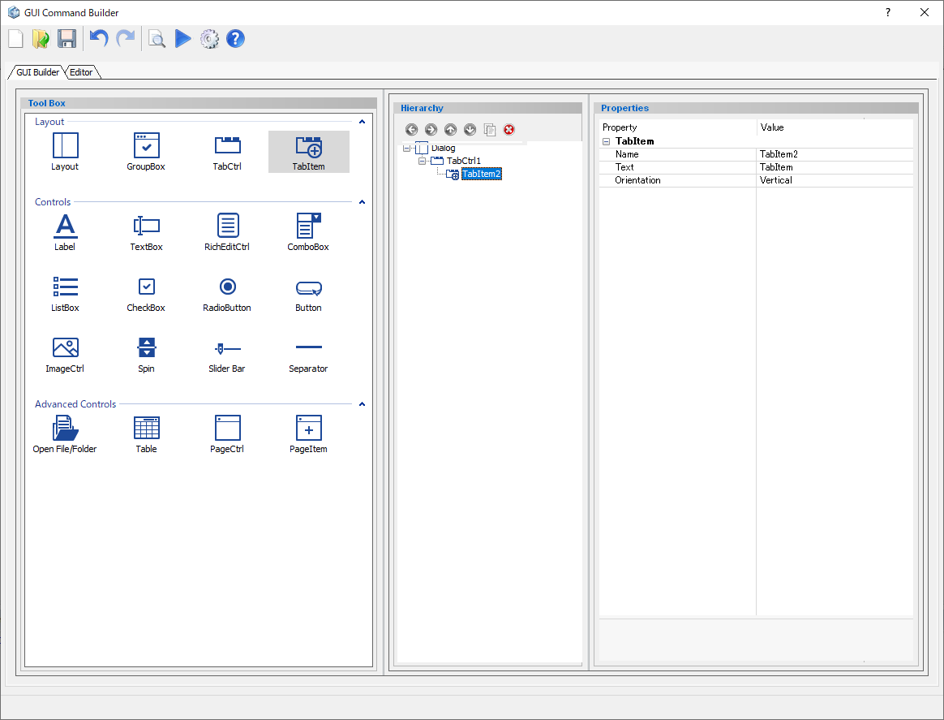 GUI Command Builder
?
GUI Builder Editor
Tool Box
Layout
Layout GroupBox TabCtrl TabItem
Controls
Label TextBox RichEditCtrl ComboBox
ListBox CheckBox RadioButton Button
ImageCtrl Spin Slider Bar Separator
Advanced Controls
Open File/Folder Table PageCtrl PageItem
Hierarchy
Dialog
TabCtrl1
TabItem2
Properties
Property Value
TabItem
Name TabItem2
Text TabItem
Orientation Vertical